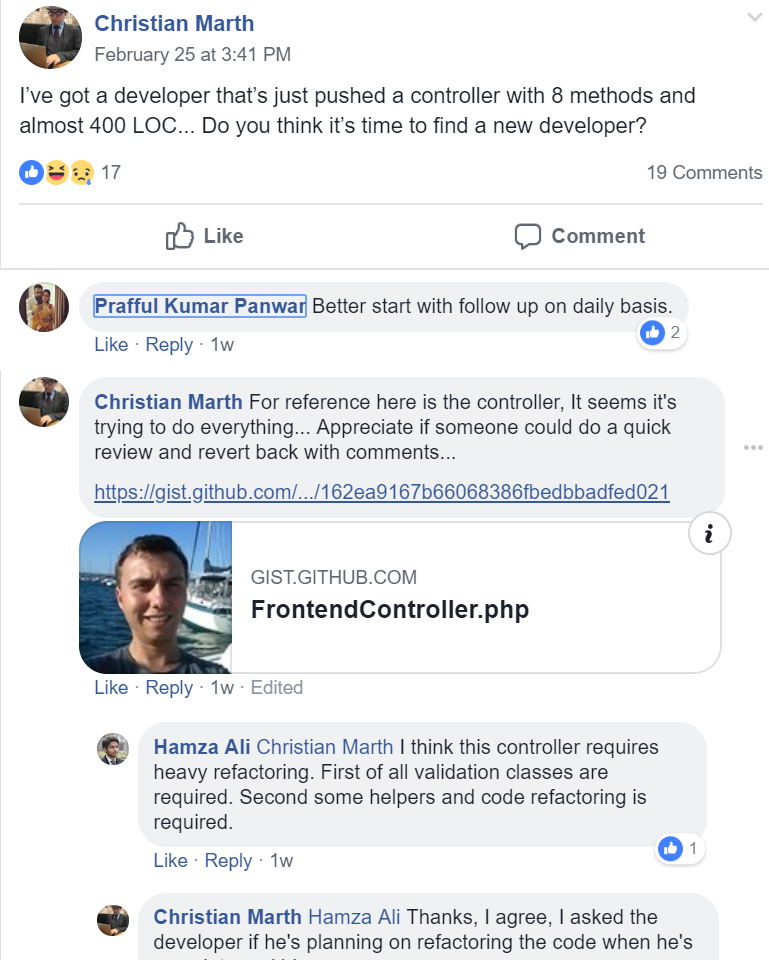 Christian Marth
February 25 at 3:41 PM
I’ve got a developer that’s just pushed a controller with 8 methods and
almost 400 LOC... Do you think it’s time to find a new developer?
17
19 Comments
Like
Comment
Prafful Kumar Panwar Better start with follow up on daily basis.
2
Like · Reply · 1w
Christian Marth For reference here is the controller, It seems it's
trying to do everything... Appreciate if someone could do a quick
review and revert back with comments...
https://gist.github.com/.../162ea9167b66068386fbedbbadfed021
GIST.GITHUB.COM
FrontendController.php
Like · Reply · 1w · Edited
Hamza Ali Christian Marth I think this controller requires
heavy refactoring. First of all validation classes are
required. Second some helpers and code refactoring is
required.
1
Like · Reply · 1w
Christian Marth Hamza Ali Thanks, I agree, I asked the
developer if he's planning on refactoring the code when he's